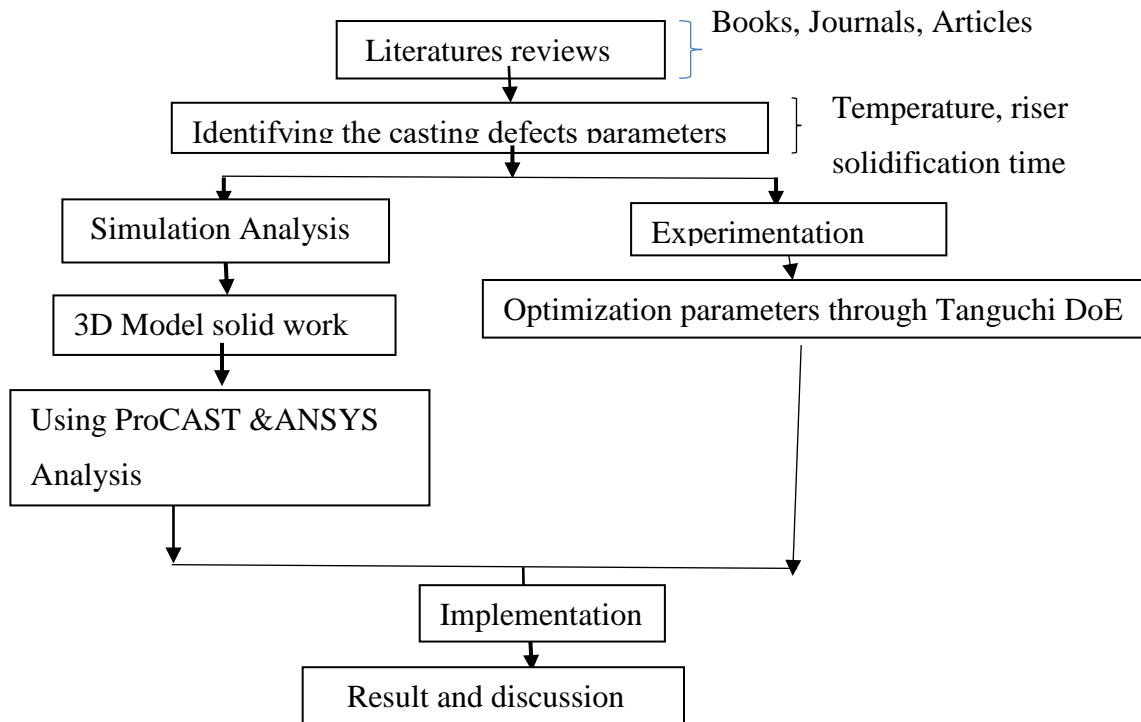 Books, Journals, Articles
Literatures reviews
Identifying the casting defects parameters
Temperature, riser
solidification time
Simulation Analysis
Experimentation
3D Model solid work
Optimization parameters through Tanguchi DoE
Using ProCAST &ANSYS
Analysis
Implementation
Result and discussion